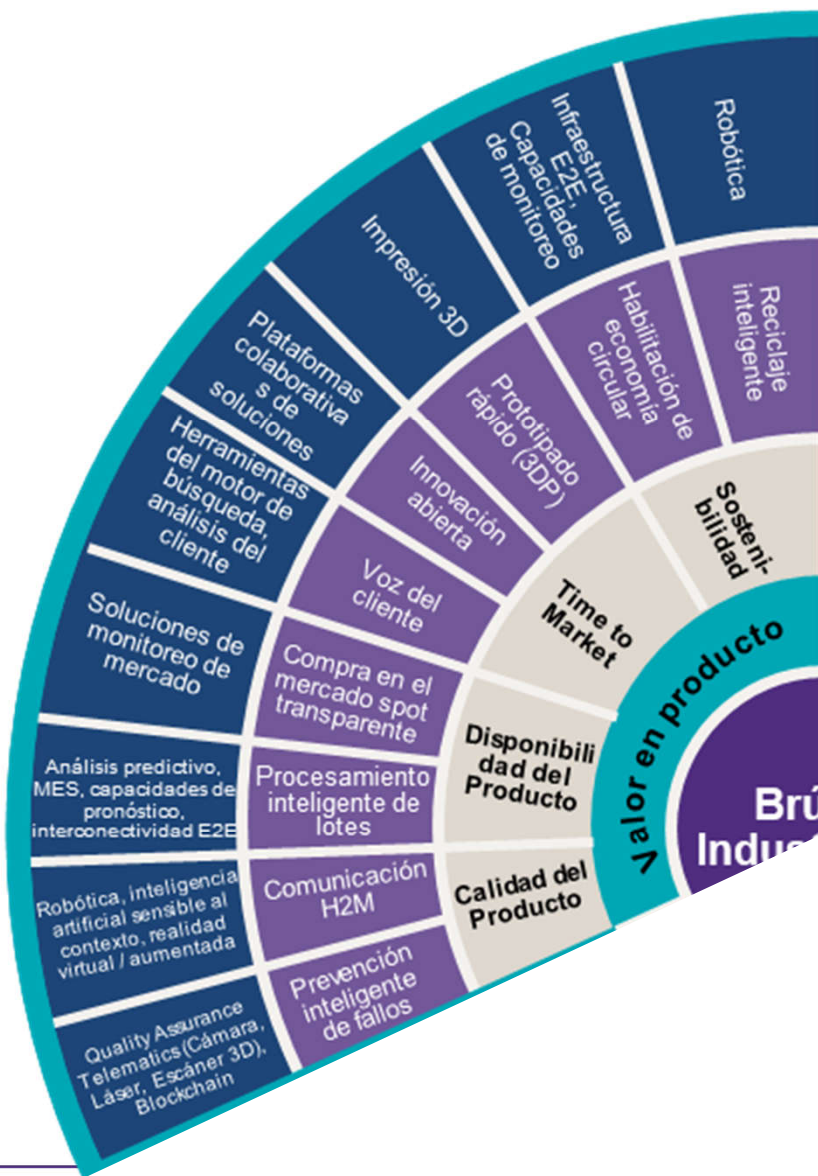 Robótica
Infraestructura
E2E,
Capacidades
de monitoreo
Impresión 3D
Plataformas
colaborativa
s de
soluciones
Herramientas
del motor de
búsqueda,
análisis del
cliente
Soluciones de
monitoreo de
mercado
Análisis predictivo,
MES, capacidades de
pronóstico,
interconectividad E2E
Robótica, inteligencia
artificial sensible al
contexto, realidad
virtual / aumentada
Quality Assurance
Telematics (Cámara,
Láser, Escáner 3D),
Blockchain
Reciclaje
inteligente
Habilitación de
economía
circular
Prototipado
rápido (3DP)
Innovación
abierta
Voz del
cliente
Compra en el
mercado spot
transparente
Procesamiento
inteligente de
lotes
Comunicación
H2M
Prevención
inteligente
de fallos
Sosteni-
bilidad
Time to
Market
Disponibili
dad del
Producto
Calidad del
Producto
Valor en producto
Brú
Indus